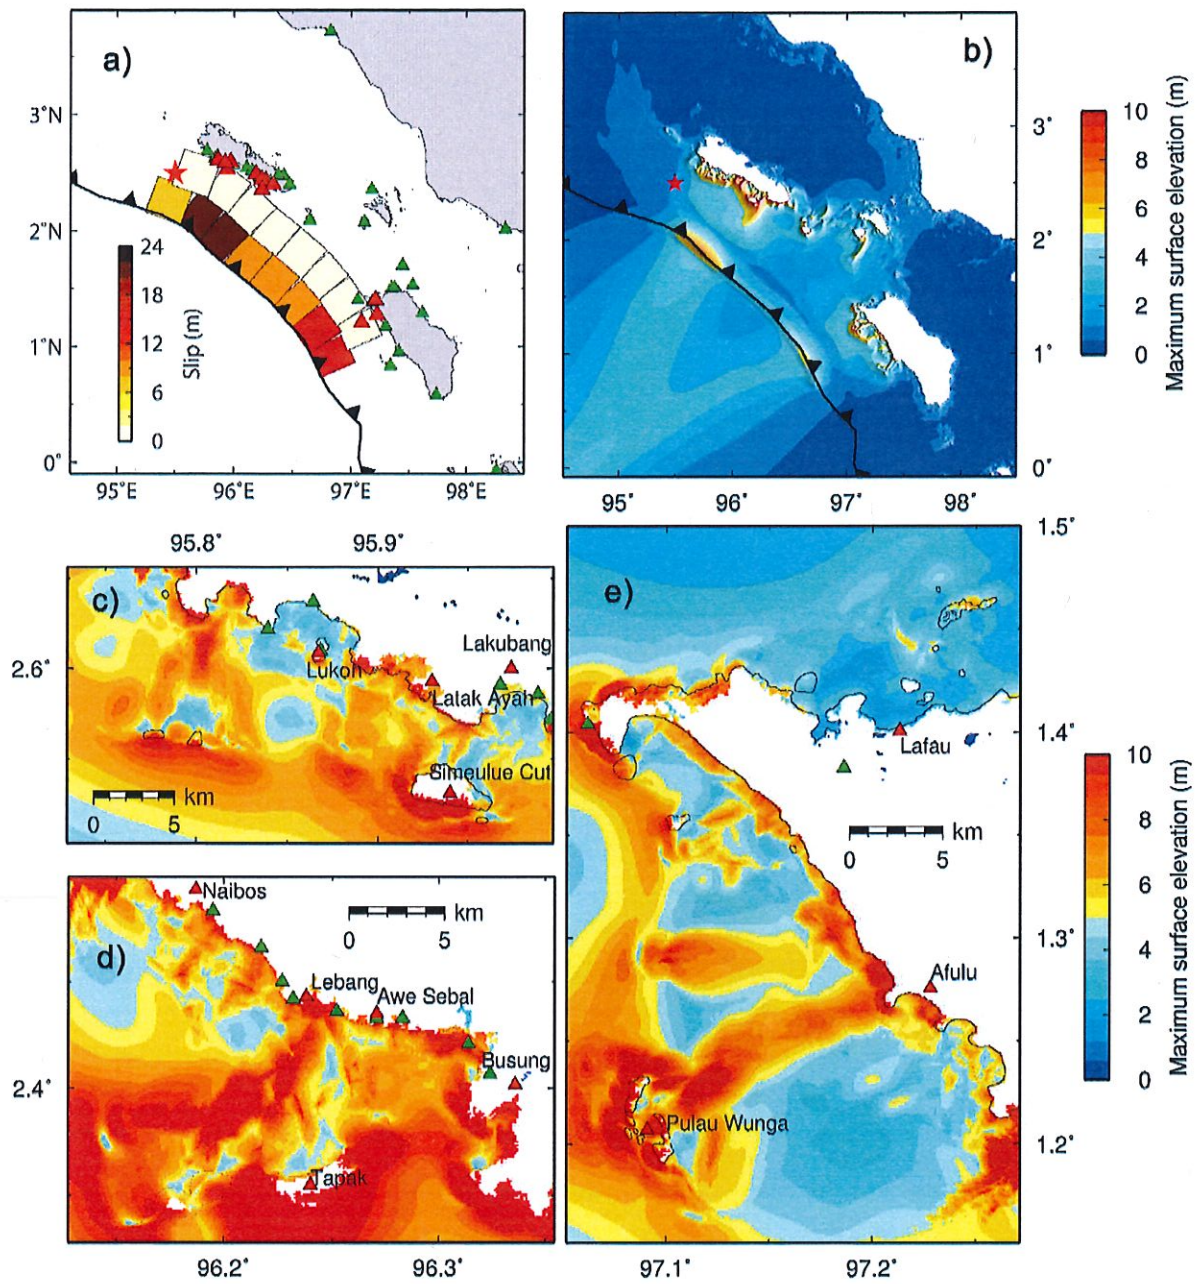 a)
3°N
2°N
1°N
0°
95°E
96°E
97°E
98°E
24
18
12
6
0
Slip (m)
b)
3°
2°
1°
0°
95°
96°
97°
98°
10
8
6
4
2
0
Maximum surface elevation (m)
95.8°
95.9°
c)
2.6°
Lakubang
Lukoh
Latak Ayah
Simeulue Cut
km
0 5
d)
Naibos
km
0 5
Lebang
Awe Sebal
Busung
2.4°
Tapak
96.2°
96.3°
e)
1.5°
1.4°
1.3°
1.2°
Lafau
km
0 5
Afulu
Pulau Wunga
97.1°
97.2°
10
8
6
4
2
0
Maximum surface elevation (m)